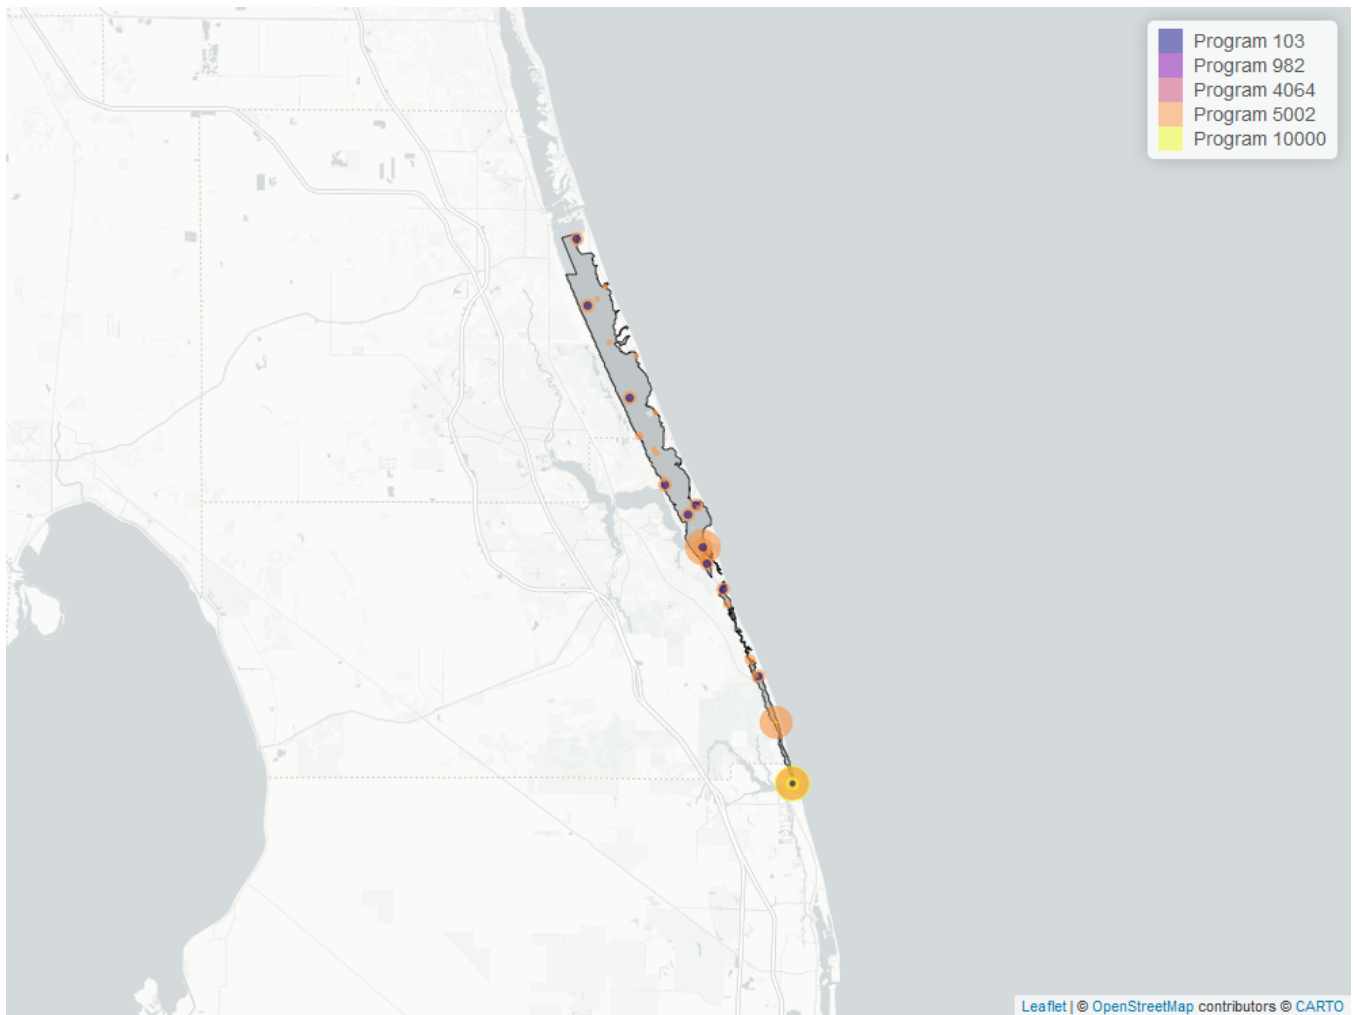 Program 103
Program 982
Program 4064
Program 5002
Program 10000
Leaflet | © OpenStreetMap contributors © CARTO